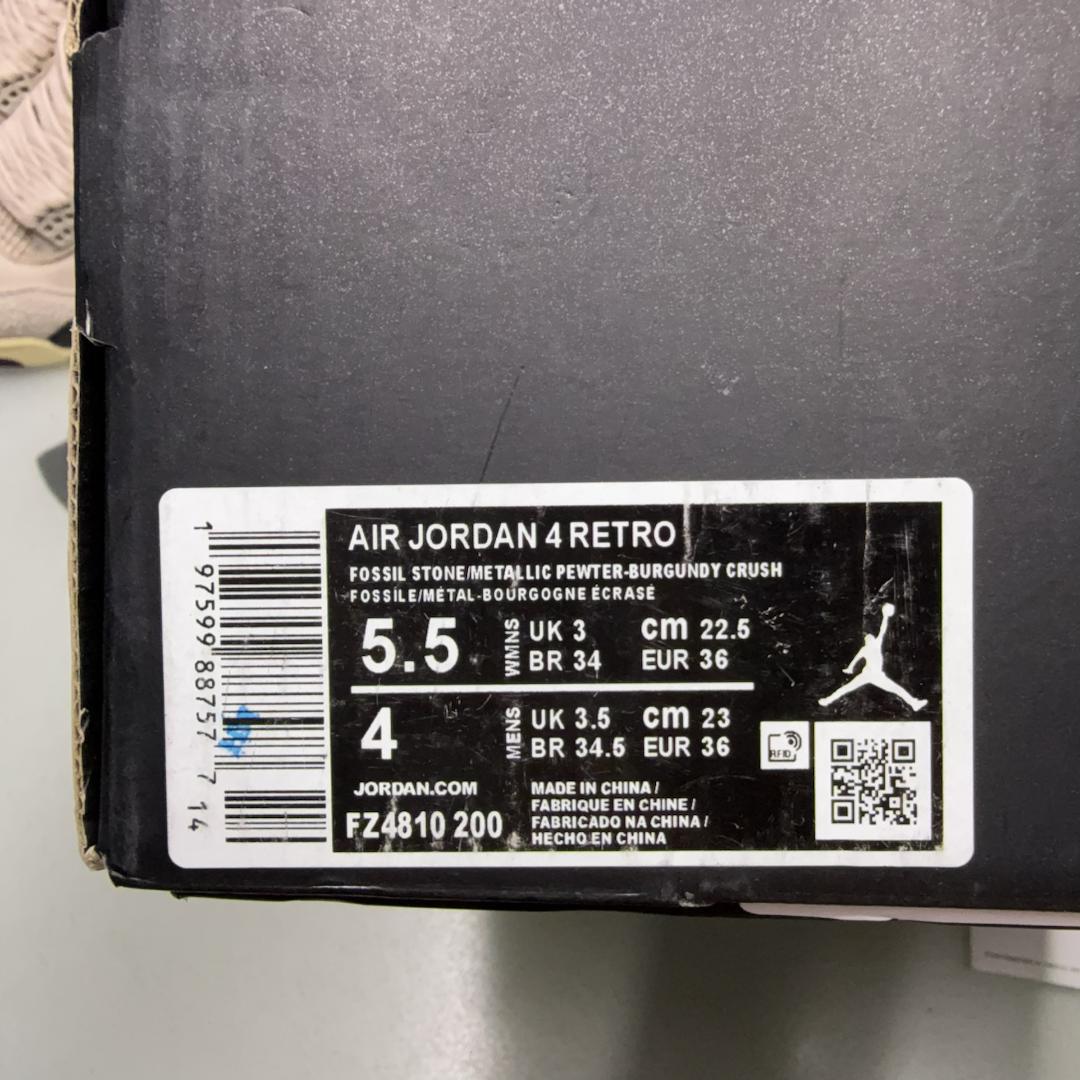 AIR JORDAN 4 RETRO
FOSSIL STONE/METALLIC PEWTER-BURGUNDY CRUSH
FOSSILE/MÉTAL-BOURGOGNE ÉCRASÉ
5.5 WMNS UK 3 cm 22.5
BR 34 EUR 36
4 MENS UK 3.5 cm 23
BR 34.5 EUR 36
JORDAN.COM
FZ4810 200
MADE IN CHINA /
FABRIQUE EN CHINE /
FABRICADO NA CHINA /
HECHO EN CHINA
RFID
1 97599 88757 7 14